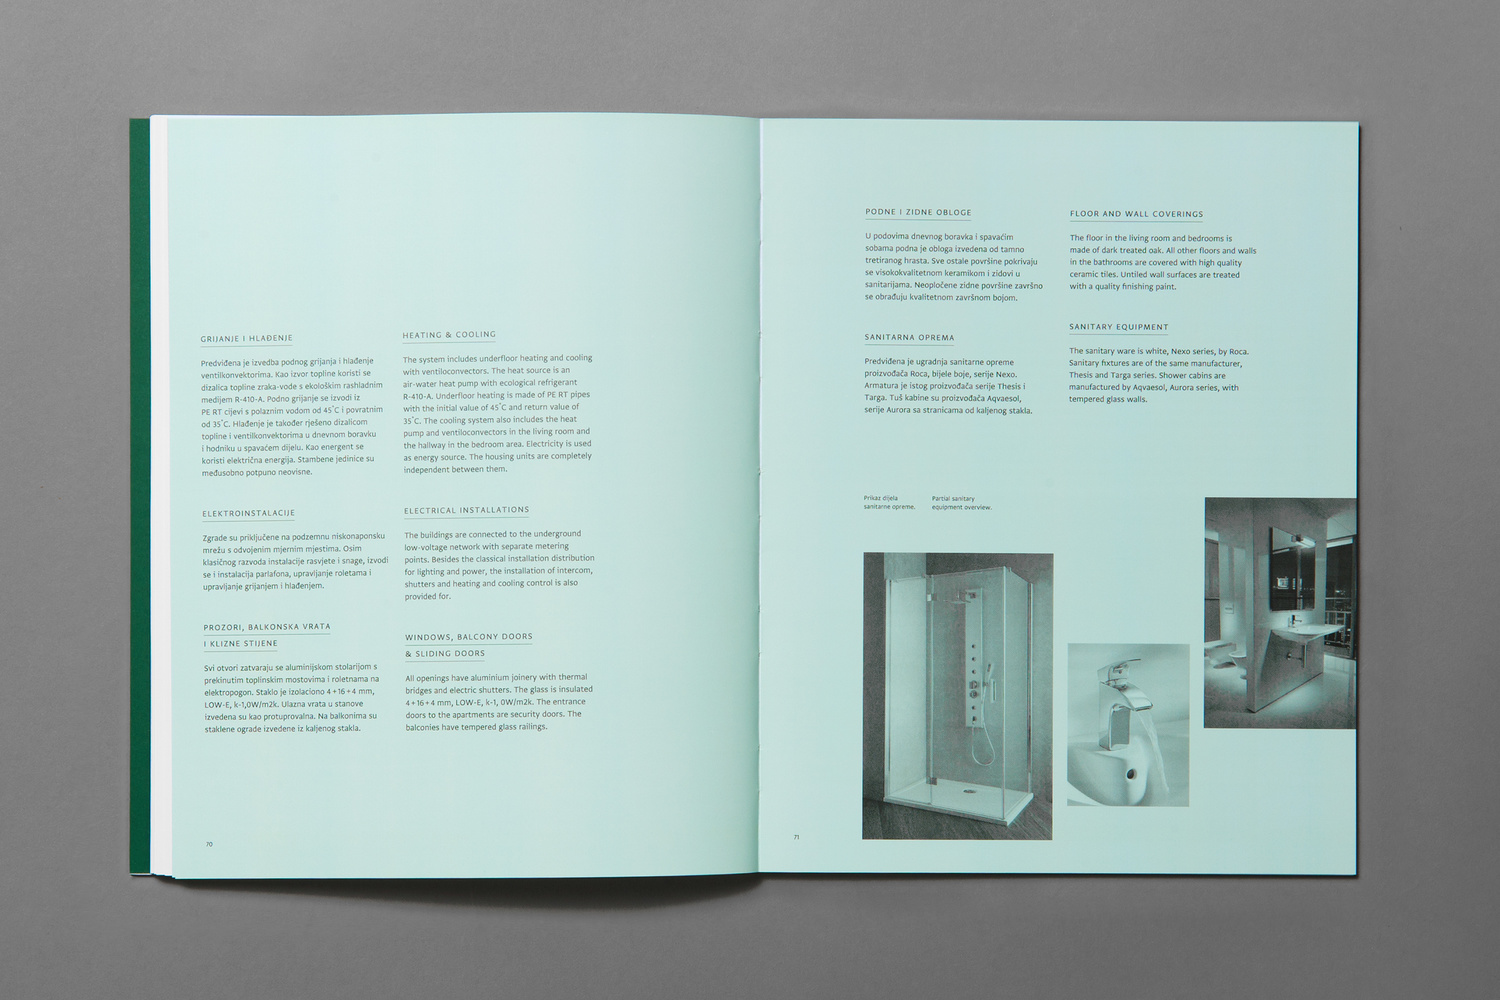 GRIJANJE I HLAĐENJE
Predviđena je izvedba podnog grijanja i hlađenje
ventilkonvektorima. Kao izvor topline koristi se
dizalica topline zraka-vode s ekološkim rashladnim
medijem R-410-A. Podno grijanje se izvodi iz
PE RT cijevi s polaznim vodom od 45˚C i povratnim
od 35˚C. Hlađenje je također rješeno dizalicom
topline i ventilkonvektorima u dnevnom boravku
i hodniku u spavaćem dijelu. Kao energent se
koristi električna energija. Stambene jedinice su
međusobno potpuno neovisne.
ELEKTROINSTALACIJE
Zgrade su priključene na podzemnu niskonaponsku
mrežu s odvojenim mjernim mjestima. Osim
klasičnog razvoda instalacije rasvjete i snage, izvodi
se i instalacija parlafona, upravljanje roletama i
upravljanje grijanjem i hlađenjem.
PROZORI, BALKONSKA VRATA
I KLIZNE STIJENE
Svi otvori zatvaraju se aluminijskom stolarijom s
prekinutim toplinskim mostovima i roletnama na
elektropogon. Staklo je izolaciono 4+16+4 mm,
LOW-E, k-1,0W/m2k. Ulazna vrata u stanove
izvedena su kao protuprovalna. Na balkonima su
staklene ograde izvedene iz kaljenog stakla.
HEATING & COOLING
The system includes underfloor heating and cooling
with ventiloconvectors. The heat source is an
air-water heat pump with ecological refrigerant
R-410-A. Underfloor heating is made of PE RT pipes
with the initial value of 45˚C and return value of
35˚C. The cooling system also includes the heat
pump and ventiloconvectors in the living room and
the hallway in the bedroom area. Electricity is used
as energy source. The housing units are completely
independent between them.
ELECTRICAL INSTALLATIONS
The buildings are connected to the underground
low-voltage network with separate metering
points. Besides the classical installation distribution
for lighting and power, the installation of intercom,
shutters and heating and cooling control is also
provided for.
WINDOWS, BALCONY DOORS
& SLIDING DOORS
All openings have aluminium joinery with thermal
bridges and electric shutters. The glass is insulated
4+16+4 mm, LOW-E, k-1, 0W/m2k. The entrance
doors to the apartments are security doors. The
balconies have tempered glass railings.
70
PODNE I ZIDNE OBLOGE
U podovima dnevnog boravka i spavaćim
sobama podna je obloga izvedena od tamno
tretiranog hrasta. Sve ostale površine pokrivaju
se visokokvalitetnom keramikom i zidovi u
sanitarijama. Neopločene zidne površine završno
se obrađuju kvalitetnom završnom bojom.
SANITARNA OPREMA
Predviđena je ugradnja sanitarne opreme
proizvođača Roca, bijele boje, serije Nexo.
Armatura je istog proizvođača serije Thesis i
Targa. Tuš kabine su proizvođača Aqvaesol,
serije Aurora sa stranicama od kaljenog stakla.
FLOOR AND WALL COVERINGS
The floor in the living room and bedrooms is
made of dark treated oak. All other floors and walls
in the bathrooms are covered with high quality
ceramic tiles. Untiled wall surfaces are treated
with a quality finishing paint.
SANITARY EQUIPMENT
The sanitary ware is white, Nexo series, by Roca.
Sanitary fixtures are of the same manufacturer,
Thesis and Targa series. Shower cabins are
manufactured by Aqvaesol, Aurora series, with
tempered glass walls.
Prikaz dijela
sanitarne opreme.
Partial sanitary
equipment overview.
71